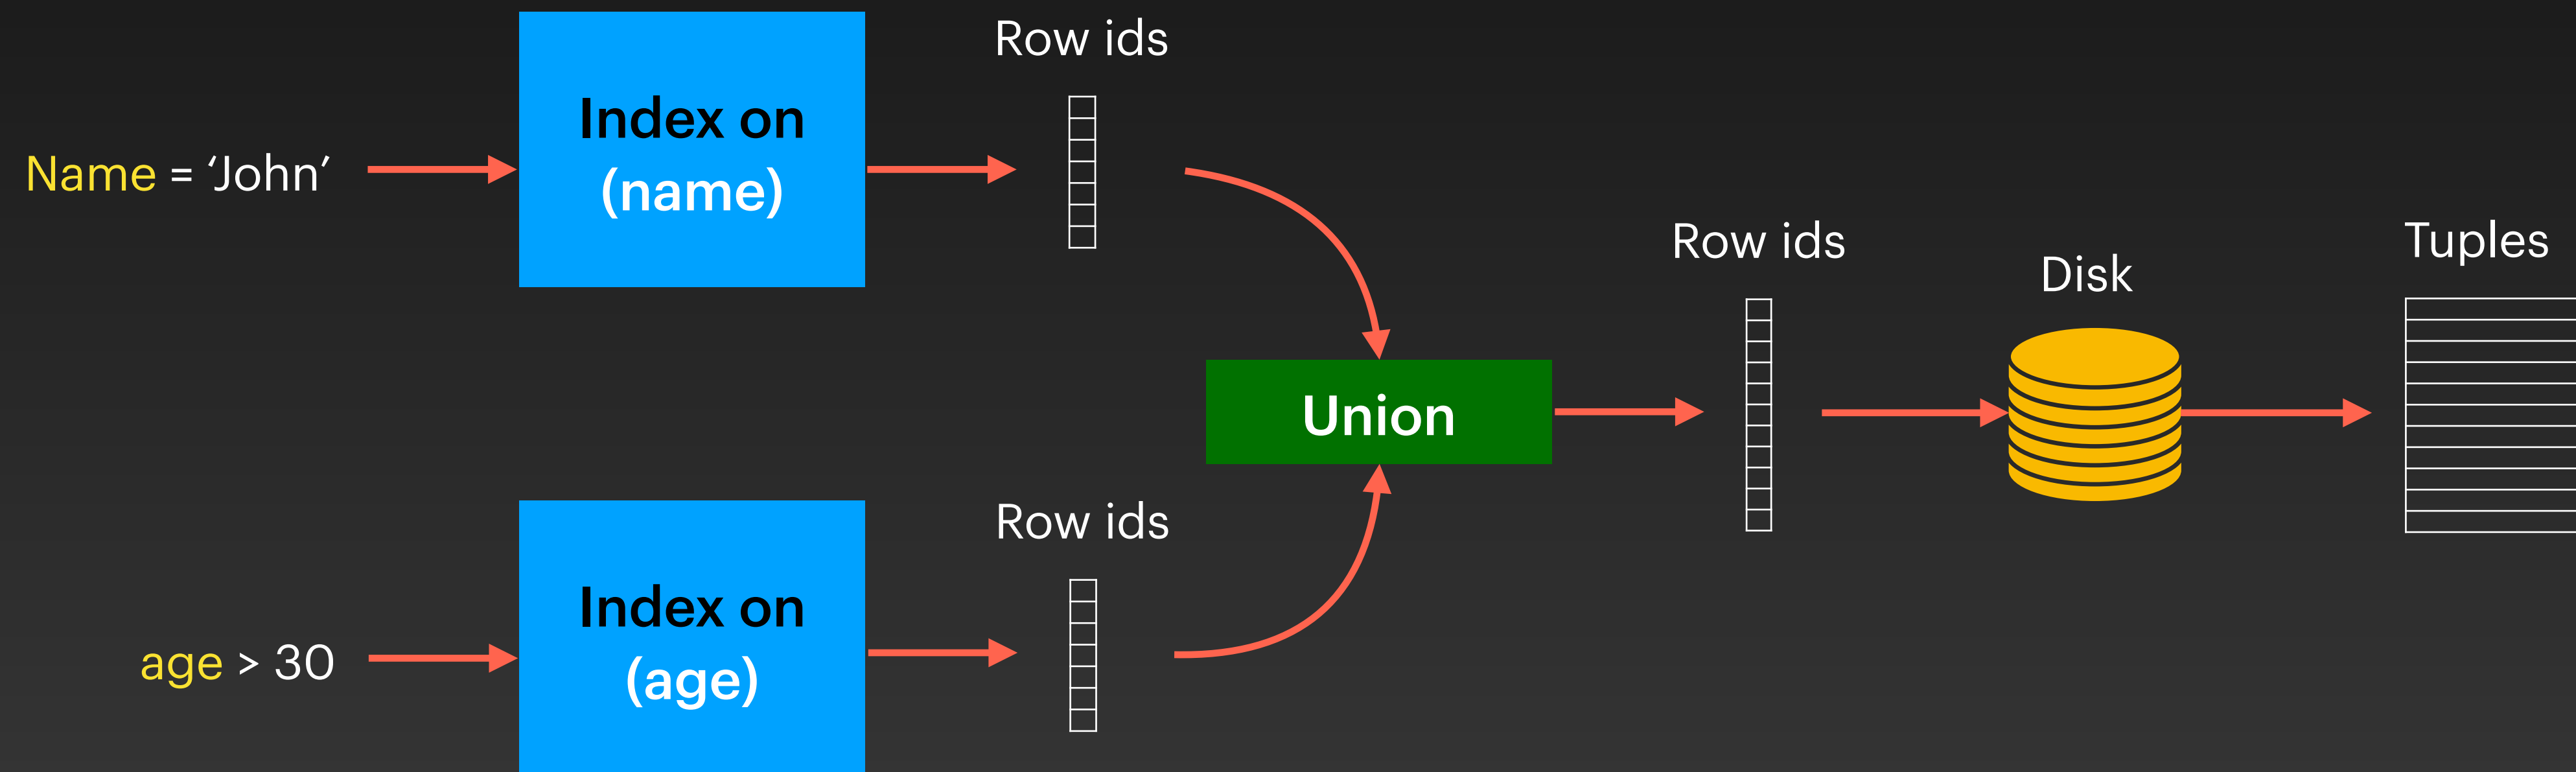 Name = ‘John’
Index on
(name)
Row ids
age > 30
Index on
(age)
Row ids
Union
Row ids
Disk
Tuples